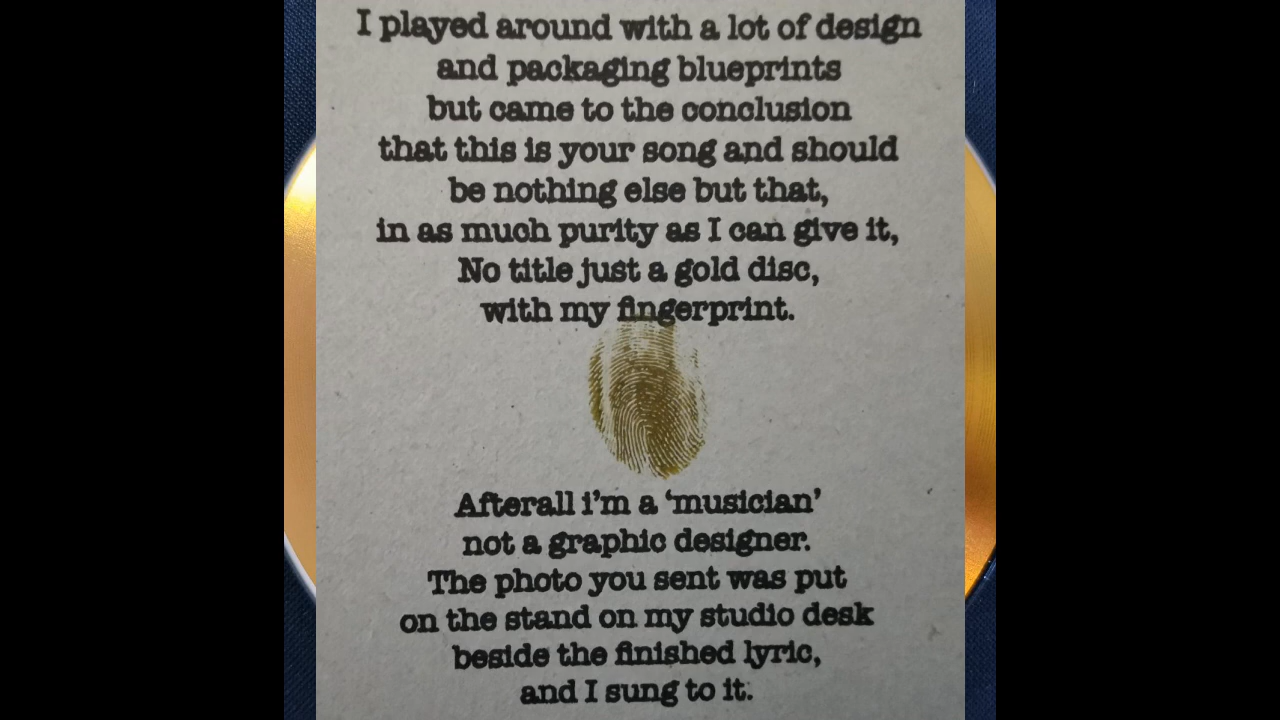 I played around with a lot of design
and packaging blueprints
but came to the conclusion
that this is your song and should
be nothing else but that,
in as much purity as I can give it,
No title just a gold disc,
with my fingerprint.
Afterall i'm a ‘musician’
not a graphic designer.
The photo you sent was put
on the stand on my studio desk
beside the finished lyric,
and I sung to it.